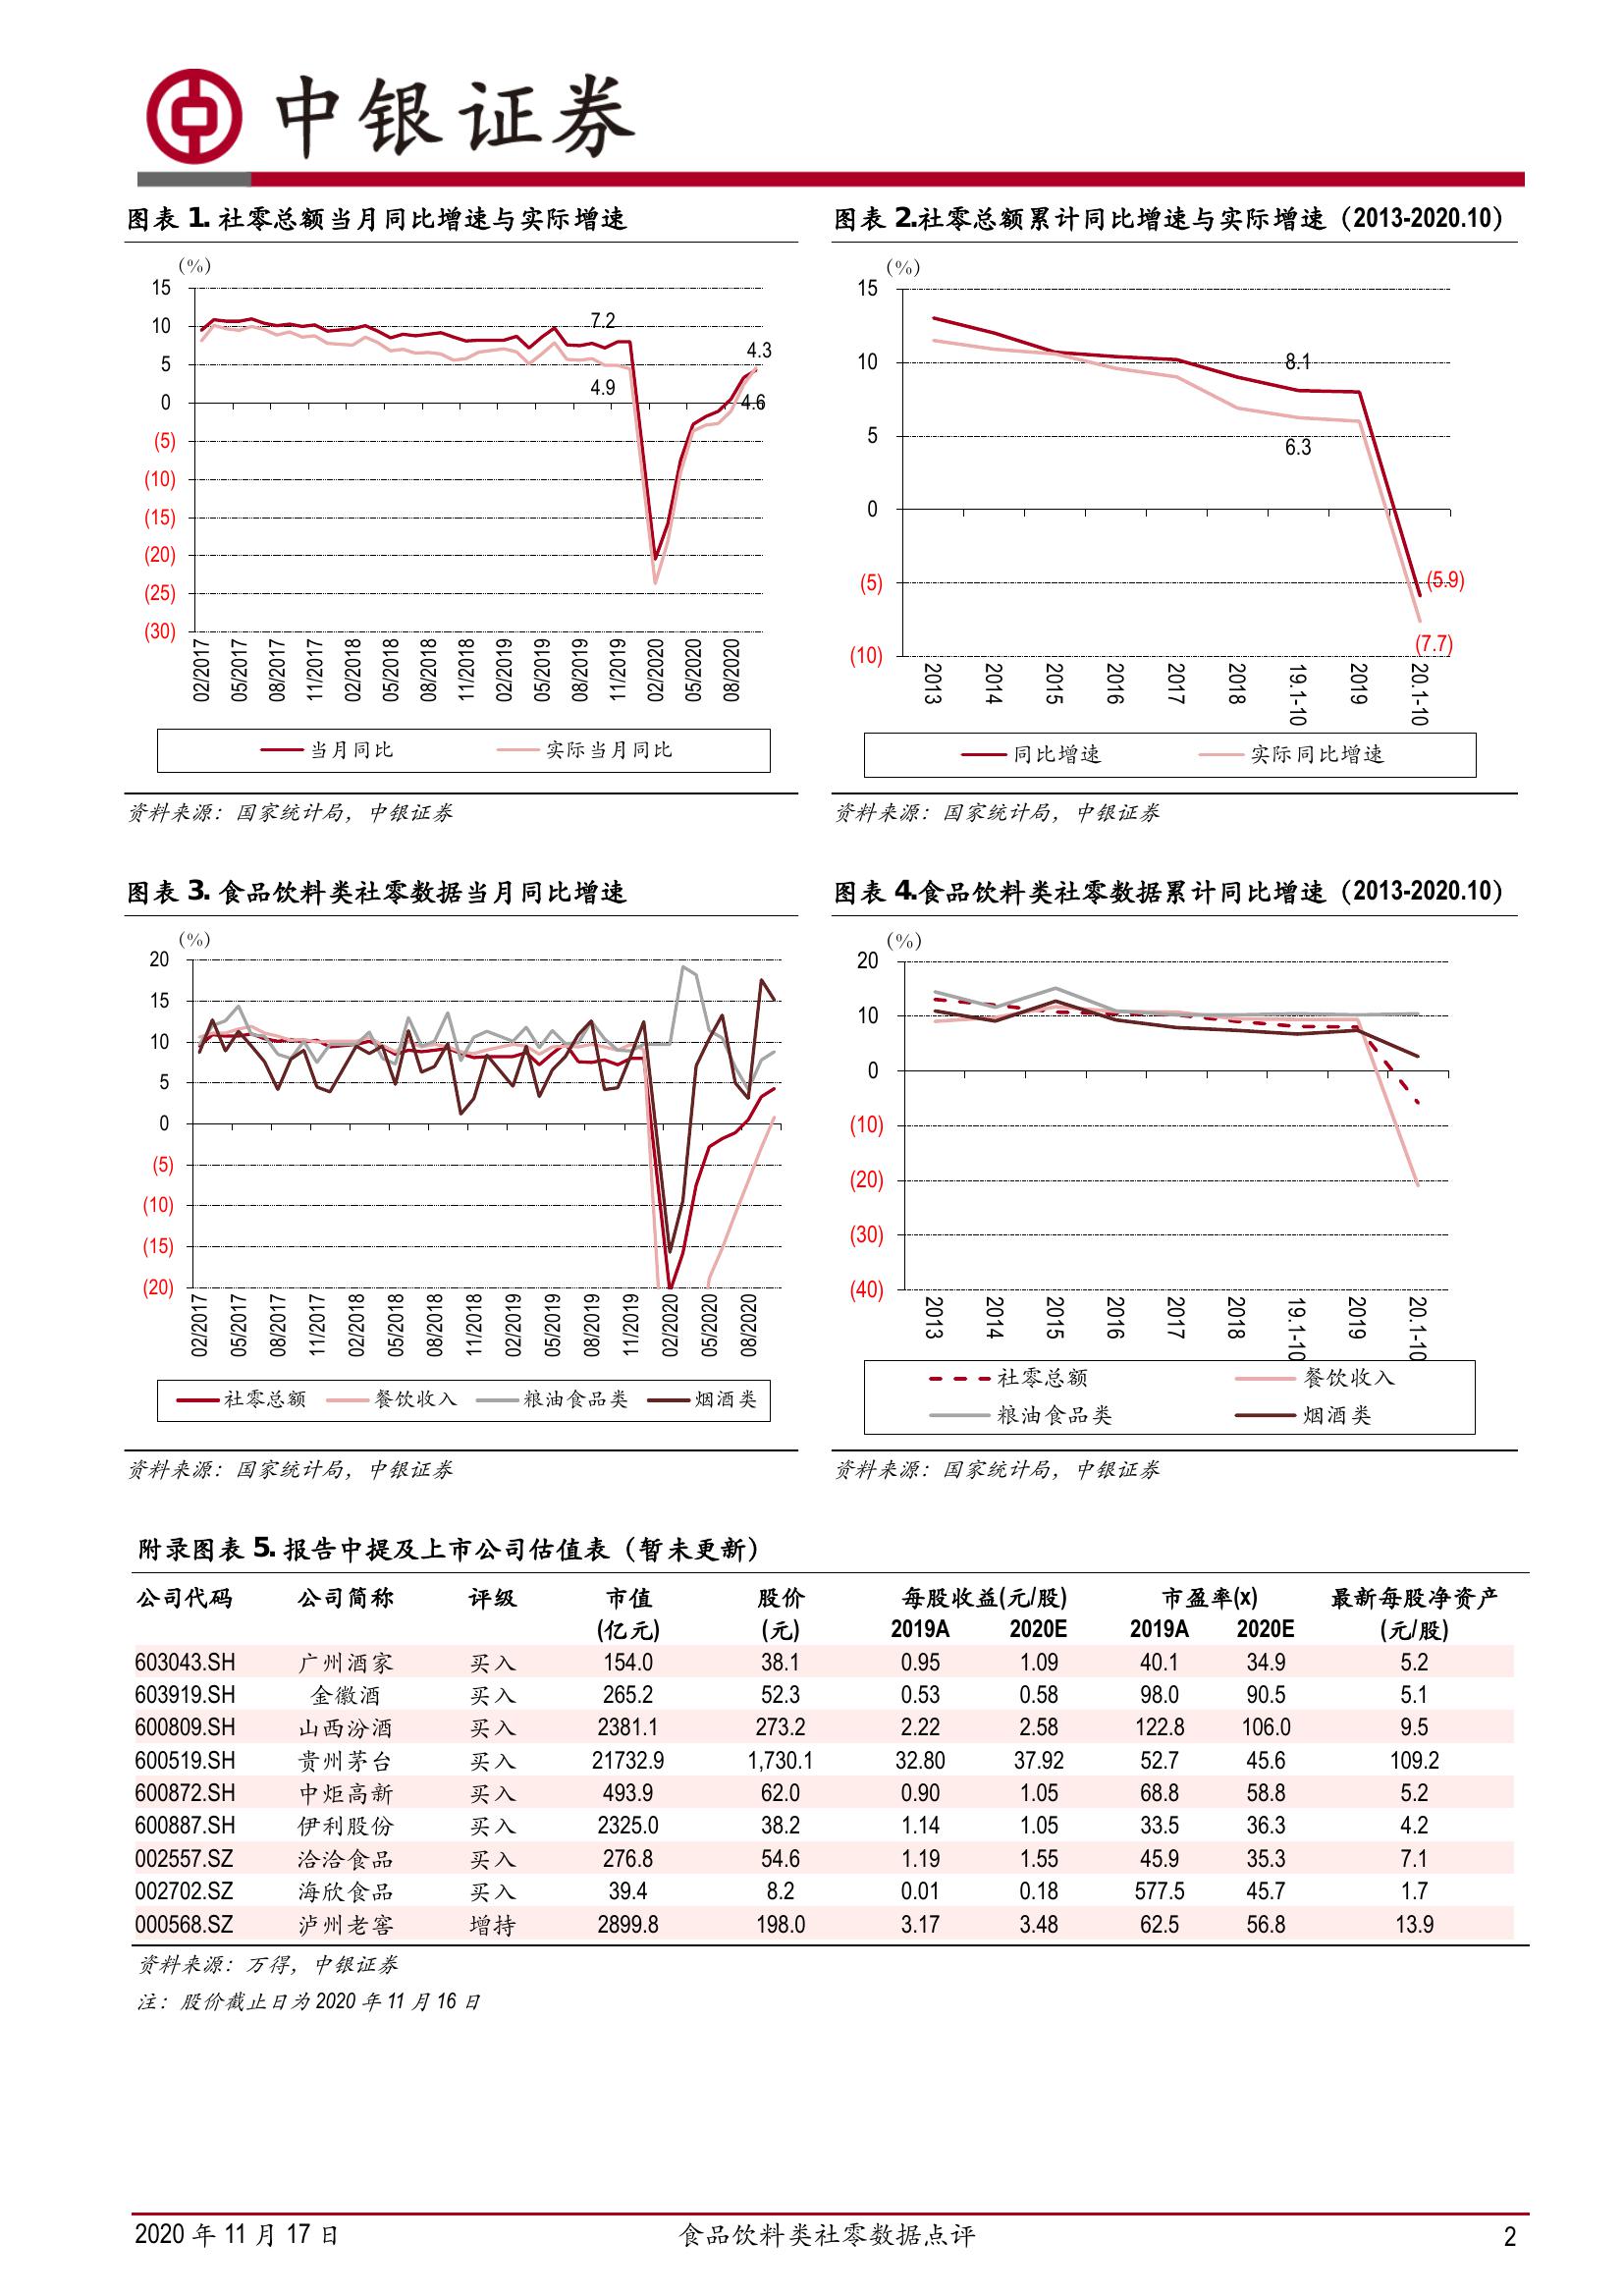 中银证券
图表 1. 社零总额当月同比增速与实际增速
(%)
15
10
5
0
(5)
(10)
(15)
(20)
(25)
(30)
7.2
4.9
4.3
4.6
02/2017 05/2017 08/2017 11/2017 02/2018 05/2018 08/2018 11/2018 02/2019 05/2019 08/2019 11/2019 02/2020 05/2020 08/2020
当月同比 实际当月同比
资料来源：国家统计局，中银证券
图表 2.社零总额累计同比增速与实际增速（2013-2020.10）
(%)
15
10
5
0
(5)
(10)
8.1
6.3
(5.9)
(7.7)
2013 2014 2015 2016 2017 2018 19.1-10 2019 20.1-10
同比增速 实际同比增速
资料来源：国家统计局，中银证券
图表 3. 食品饮料类社零数据当月同比增速
(%)
20
15
10
5
0
(5)
(10)
(15)
(20)
02/2017 05/2017 08/2017 11/2017 02/2018 05/2018 08/2018 11/2018 02/2019 05/2019 08/2019 11/2019 02/2020 05/2020 08/2020
社零总额 餐饮收入 粮油食品类 烟酒类
资料来源：国家统计局，中银证券
图表 4.食品饮料类社零数据累计同比增速（2013-2020.10）
(%)
20
10
0
(10)
(20)
(30)
(40)
2013 2014 2015 2016 2017 2018 19.1-10 2019 20.1-10
社零总额 餐饮收入
粮油食品类 烟酒类
资料来源：国家统计局，中银证券
附录图表 5. 报告中提及上市公司估值表（暂未更新）
公司代码 公司简称 评级 市值 股价 每股收益(元/股) 市盈率(x) 最新每股净资产
(亿元) (元) 2019A 2020E 2019A 2020E (元/股)
603043.SH 广州酒家 买入 154.0 38.1 0.95 1.09 40.1 34.9 5.2
603919.SH 金徽酒 买入 265.2 52.3 0.53 0.58 98.0 90.5 5.1
600809.SH 山西汾酒 买入 2381.1 273.2 2.22 2.58 122.8 106.0 9.5
600519.SH 贵州茅台 买入 21732.9 1,730.1 32.80 37.92 52.7 45.6 109.2
600872.SH 中炬高新 买入 493.9 62.0 0.90 1.05 68.8 58.8 5.2
600887.SH 伊利股份 买入 2325.0 38.2 1.14 1.05 33.5 36.3 4.2
002557.SZ 洽洽食品 买入 276.8 54.6 1.19 1.55 45.9 35.3 7.1
002702.SZ 海欣食品 买入 39.4 8.2 0.01 0.18 577.5 45.7 1.7
000568.SZ 泸州老窖 增持 2899.8 198.0 3.17 3.48 62.5 56.8 13.9
资料来源：万得，中银证券
注：股价截止日为 2020 年 11 月 16 日
2020 年 11 月 17 日 食品饮料类社零数据点评 2